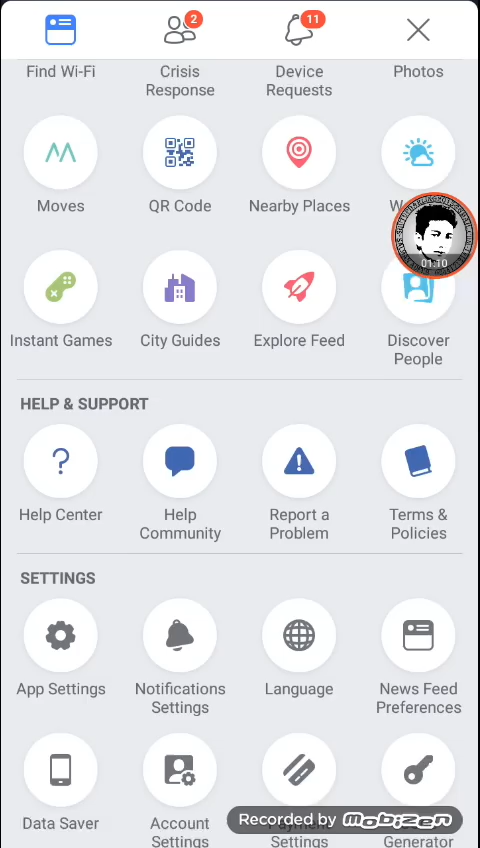 2
11
Find Wi-Fi
Crisis
Response
Device
Requests
Photos
Moves
QR Code
Nearby Places
01:10
Instant Games
City Guides
Explore Feed
Discover
People
HELP & SUPPORT
Help Center
Help
Community
Report a
Problem
Terms &
Policies
SETTINGS
App Settings
Notifications
Settings
Language
News Feed
Preferences
Data Saver
Account
Settings
Settings
Generator
Recorded by Mobizen